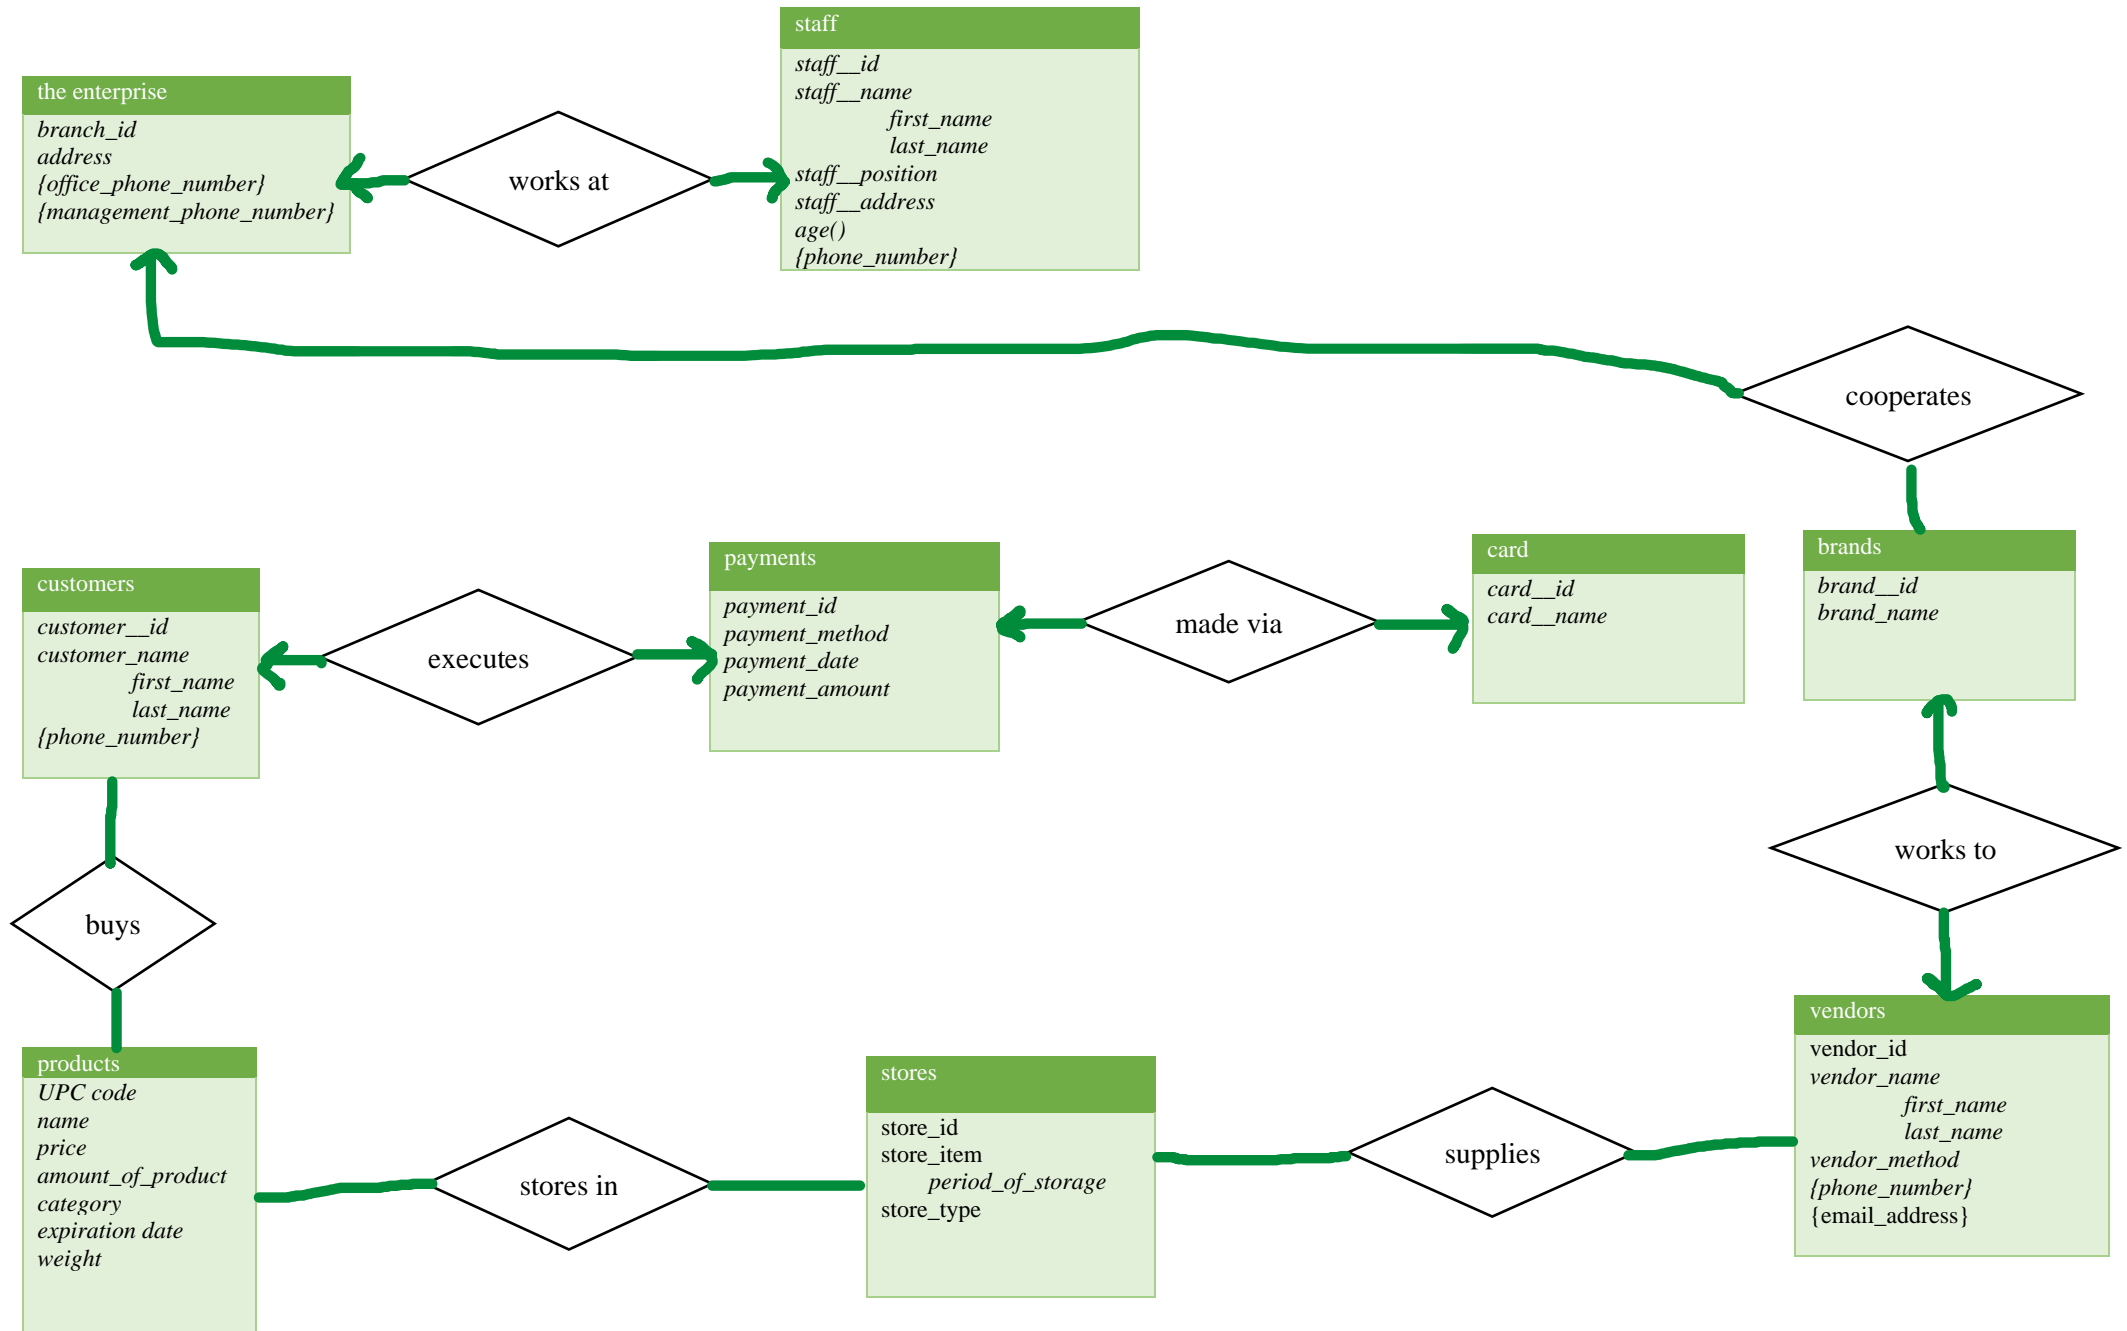 staff
staff__id
staff__name
first_name
last_name
staff__position
staff__address
age()
{phone_number}
the enterprise
branch_id
address
{office_phone_number}
{management_phone_number}
works at
cooperates
customers
customer__id
customer_name
first_name
last_name
{phone_number}
executes
payments
payment_id
payment_method
payment_date
payment_amount
made via
card
card__id
card__name
brands
brand__id
brand_name
works to
buys
products
UPC code
name
price
amount_of_product
category
expiration date
weight
stores in
stores
store_id
store_item
period_of_storage
store_type
supplies
vendors
vendor_id
vendor_name
first_name
last_name
vendor_method
{phone_number}
{email_address}